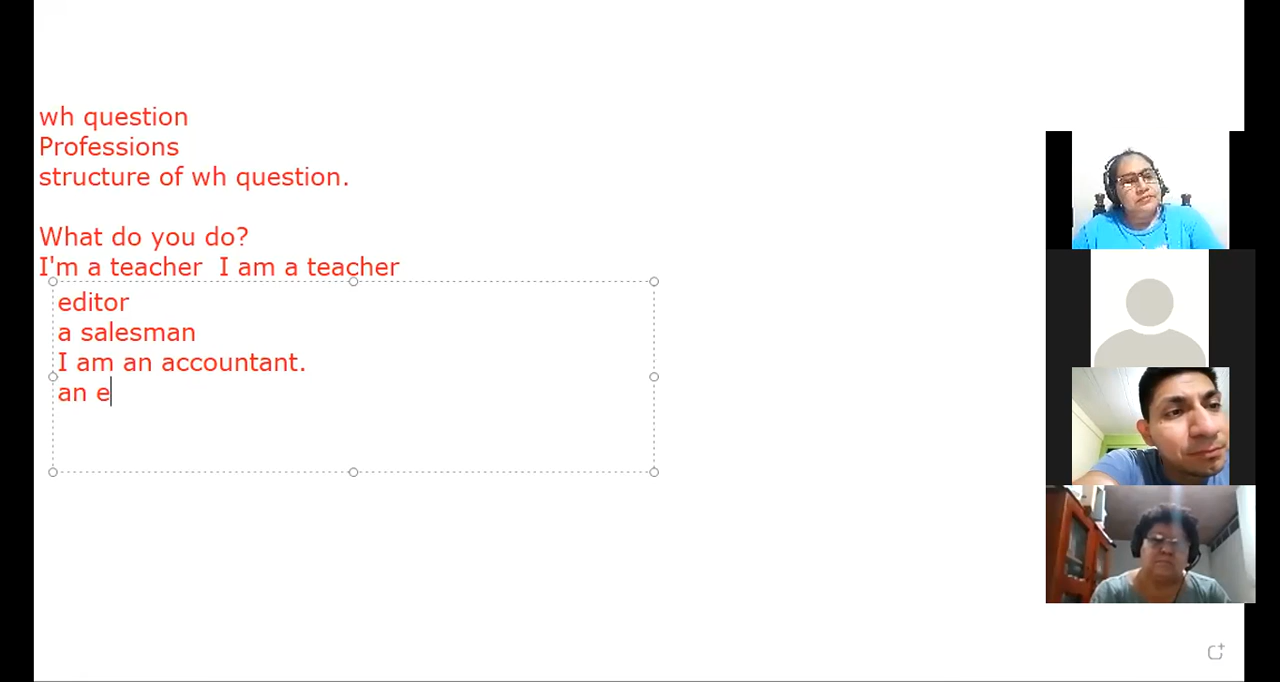 wh question
Professions
structure of wh question.
What do you do?
I'm a teacher  I am a teacher
editor
a salesman
I am an accountant.
an e